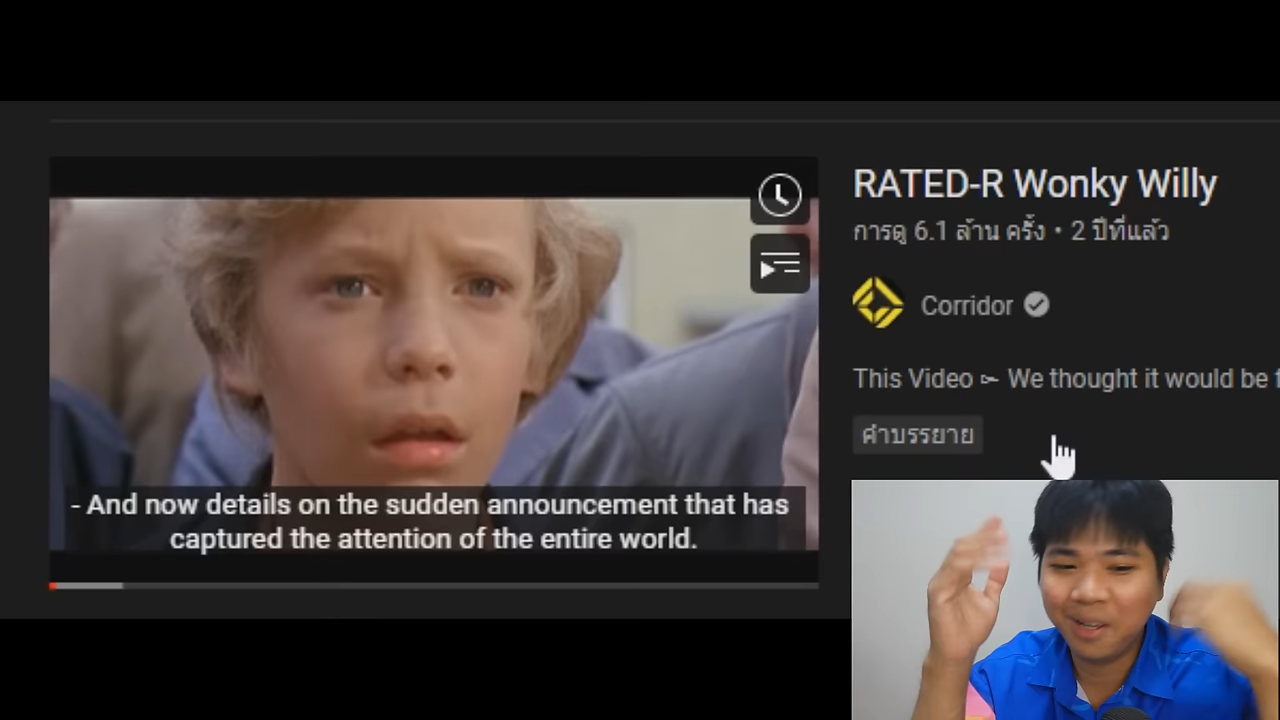 RATED-R Wonky Willy
การดู 6.1 ล้าน ครั้ง • 2 ปีที่แล้ว
Corridor
This Video ✂ We thought it would be
คำบรรยาย
- And now details on the sudden announcement that has
captured the attention of the entire world.